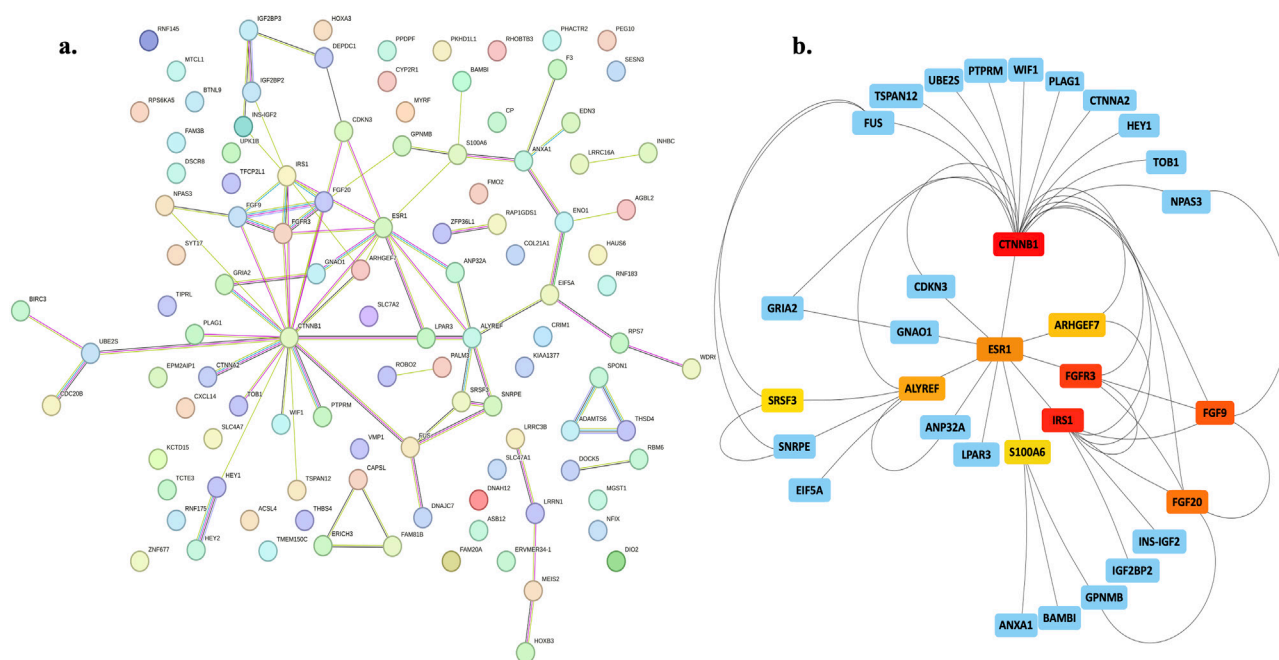 a.
b.
RNF145
IGF2BP3
HOXA3
DEPDC1
PPDPF
PKHD1L1
RHOBTB3
PHACTR2
PEG10
MTCL1
F3
SESN3
BTNL9
IGF2BP2
CYP2R1
BAMBI
RPS6KA6
INS-IGF2
MYRF
CP
EDN3
CDKN3
GPNMB
FAM3B
UPK1B
S100A6
ANXA1
INHBC
LRRC16A
DSCR8
TFCP2L1
IRS1
FMO2
NPAS3
FGF20
AGBL2
FGF9
ENO1
RAP1GDS1
FGFR3
ESR1
ZFP36L1
SYT17
COL21A1
HAUS6
GNAO1
ARHGEF7
ANP32A
GRIA2
RNF183
TIPRL
SLC7A2
EIF5A
BIRC3
PLAG1
CTNNB1
LPAR3
ALYREF
CRIM1
RPS7
UBE2S
CTNNA2
ROBO2
PALM3
KIAA1377
EPM2AIP1
SPON1
CDC20B
CXCL14
TOB1
WIF1
PTPRM
SNRPE
ADAMTS6
THSD4
SLC4A7
FUS
LRRC3B
KCTD15
VMP1
SLC47A1
RBM6
DOCK5
TCTE3
HEY1
TSPAN12
CAPSL
DNAH12
LRRN1
MGST1
RNF175
ACSL4
THBS4
DNAJC7
ASB12
NFIX
ZNF677
HEY2
TMEM150C
ERICH3
FAM81B
FAM20A
ERVMER34-1
DIO2
MEIS2
HOXB3
WIF1
PTPRM
UBE2S
PLAG1
TSPAN12
CTNNA2
FUS
HEY1
TOB1
NPAS3
CTNNB1
CDKN3
GRIA2
GNAO1
ARHGEF7
ESR1
FGFR3
ALYREF
SRSF3
FGF9
IRS1
ANP32A
SNRPE
LPAR3
S100A6
EIF5A
FGF20
INS-IGF2
IGF2BP2
GPNMB
BAMBI
ANXA1